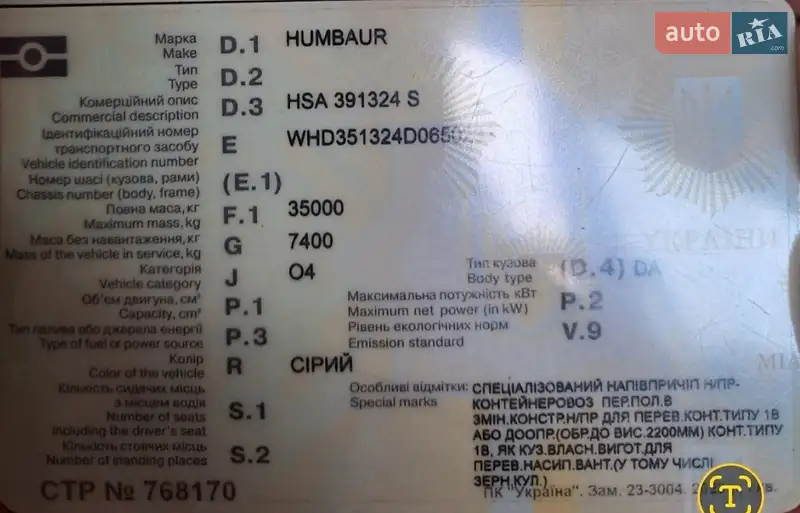 auto RIA .com
Марка D.1 HUMBAUR
Make
Тип D.2
Type
Комерційний опис D.3 HSA 391324 S
Commercial description
Ідентифікаційний номер
транспортного засобу E WHD351324D0650
Vehicle identification number
Номер шасі (кузова, рами) (E.1)
Chassis number (body, frame)
Повна маса, кг F.1 35000
Maximum mass, kg
Маса без навантаження, кг G 7400
Mass of the vehicle in service, kg
Категорія J O4 Тип кузова (D.4) DA
Vehicle category Body type
Об'єм двигуна, см³ P.1 Максимальна потужність кВт P.2
Capacity, cm³ Maximum net power (in kW)
Тип палива або джерела енергії P.3 Рівень екологічних норм V.9
Type of fuel or power source Emission standard
Колір R СІРИЙ
Color of the vehicle
Кількість сидячих місць
з місцем водія S.1
Number of seats
including the driver's seat
Кількість стоячих місць S.2
Number of standing places
Особливі відмітки: СПЕЦІАЛІЗОВАНИЙ НАПІВПРИЧІП Н/ПР-
Special marks КОНТЕЙНЕРОВОЗ ПЕР.ПОЛ.В
ЗМІН.КОНСТР.Н/ПР ДЛЯ ПЕРЕВ.КОНТ.ТИПУ 1В
АБО ДООПР.(ОБР.ДО ВИС.2200ММ) КОНТ.ТИПУ
1В, ЯК КУЗ.ВЛАСН.ВИГОТ.ДЛЯ
ПЕРЕВ.НАСИП.ВАНТ.(У ТОМУ ЧИСЛІ
ЗЕРН.КУЛ.)
СТР № 768170
ПК "Україна". Зам. 23-3004.
УКРАЇНИ
МІА
T